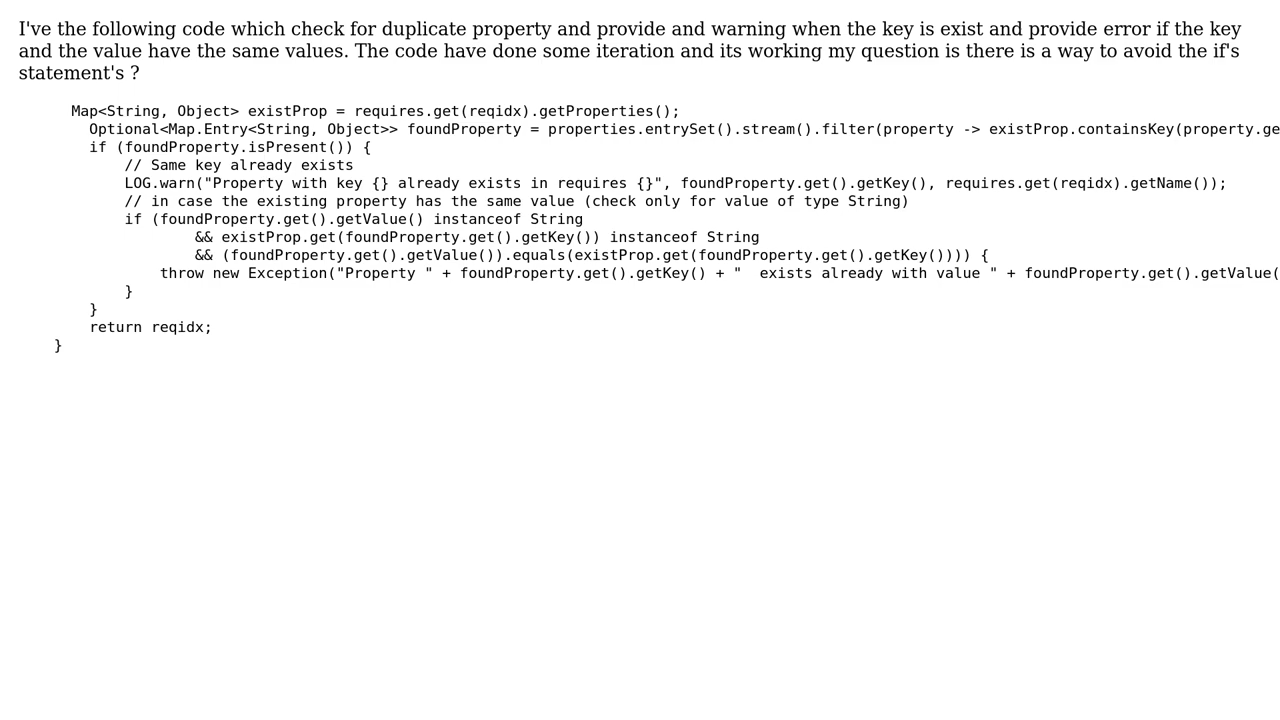 I've the following code which check for duplicate property and provide and warning when the key is exist and provide error if the key
and the value have the same values. The code have done some iteration and its working my question is there is a way to avoid the if's
statement's ?
Map<String, Object> existProp = requires.get(reqidx).getProperties();
Optional<Map.Entry<String, Object>> foundProperty = properties.entrySet().stream().filter(property -> existProp.containsKey(property.ge
if (foundProperty.isPresent()) {
// Same key already exists
LOG.warn("Property with key {} already exists in requires {}", foundProperty.get().getKey(), requires.get(reqidx).getName());
// in case the existing property has the same value (check only for value of type String)
if (foundProperty.get().getValue() instanceof String
&& existProp.get(foundProperty.get().getKey()) instanceof String
&& (foundProperty.get().getValue()).equals(existProp.get(foundProperty.get().getKey()))) {
throw new Exception("Property " + foundProperty.get().getKey() + "  exists already with value " + foundProperty.get().getValue(
}
}
return reqidx;
}